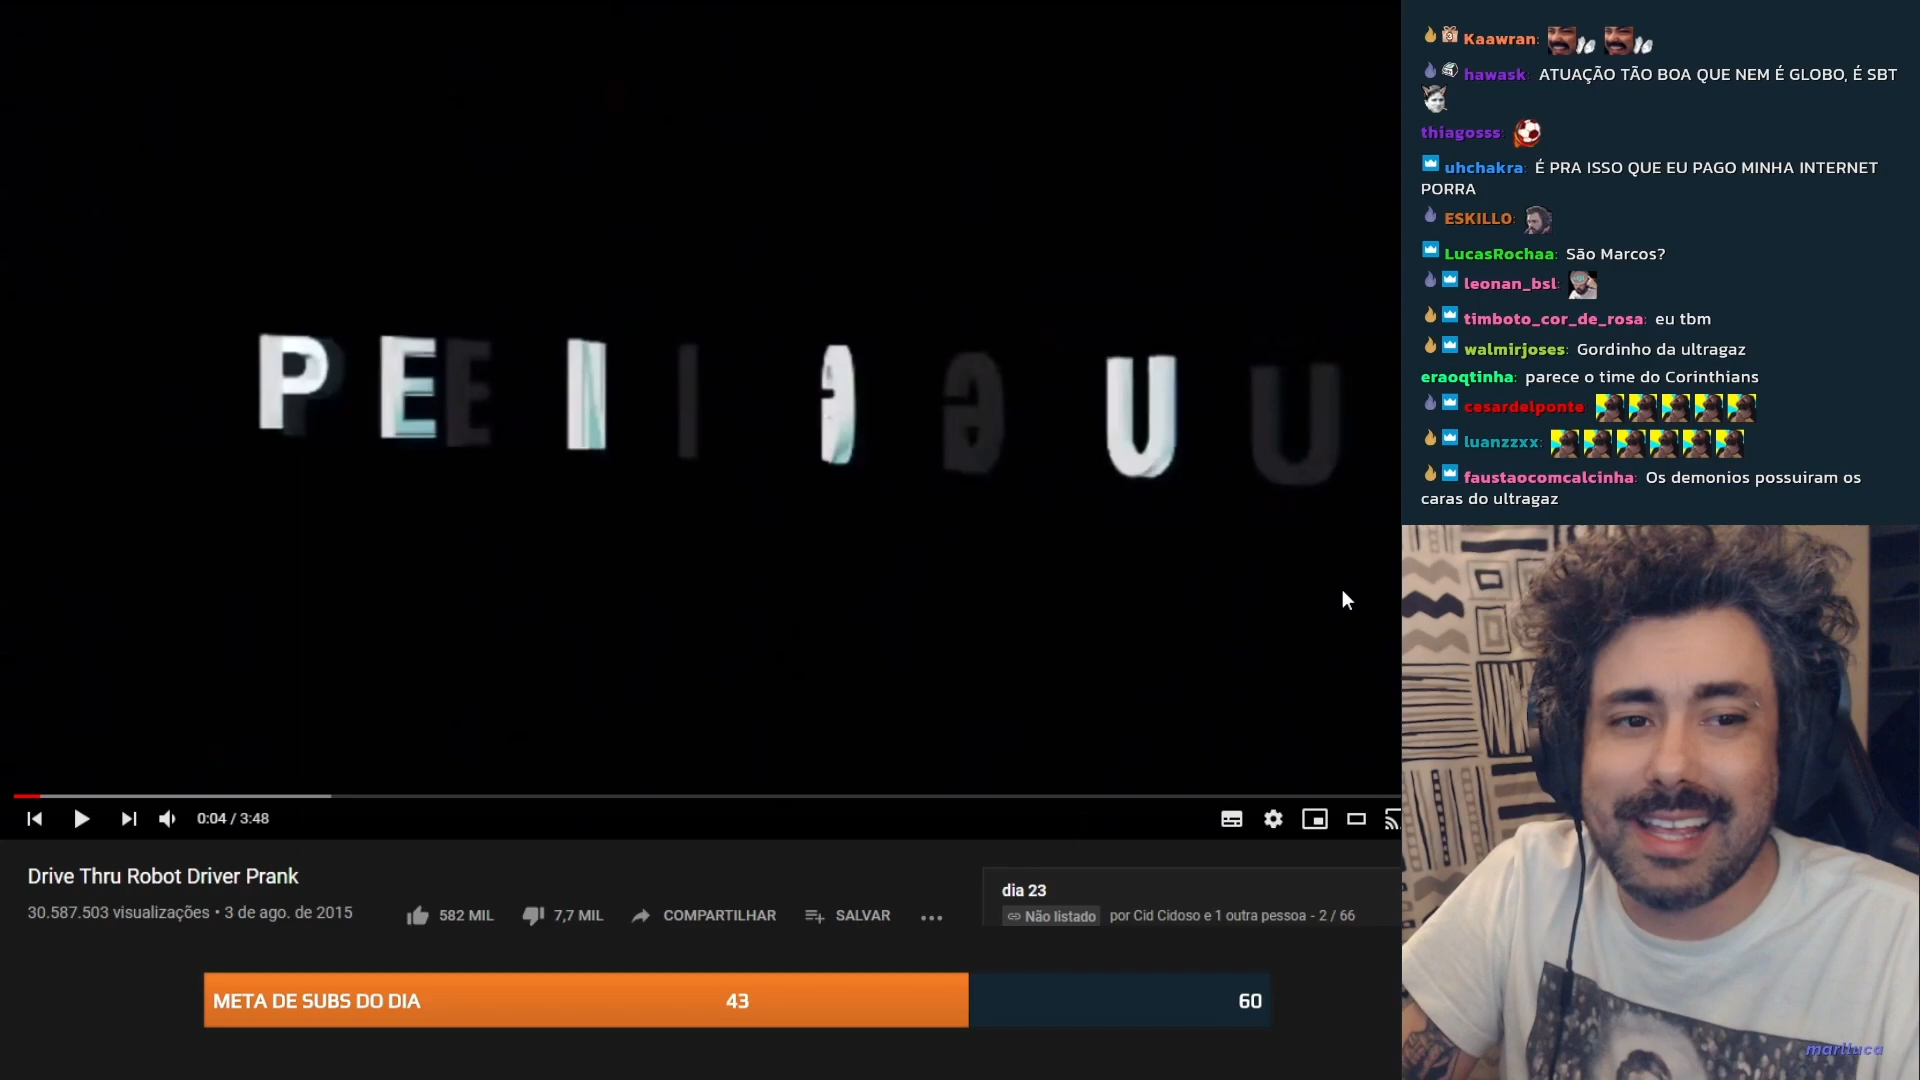 Kaawran:
hawask: ATUAÇÃO TÃO BOA QUE NEM É GLOBO, É SBT
thiagosss:
uhchakra: É PRA ISSO QUE EU PAGO MINHA INTERNET
PORRA
ESKILLO:
LucasRochaa: São Marcos?
leonan_bsl:
timboto_cor_de_rosa: eu tbm
walmirjoses: Gordinho da ultragaz
eraoqtinha: parece o time do Corinthians
cesardelponte:
luanzzxx:
faustaocomcalcinha: Os demonios possuiram os
caras do ultragaz
0:04 / 3:48
Drive Thru Robot Driver Prank
30.587.503 visualizações • 3 de ago. de 2015
582 MIL
7,7 MIL
COMPARTILHAR
SALVAR
dia 23
Não listado por Cid Cidoso e 1 outra pessoa - 2 / 66
META DE SUBS DO DIA 43 60